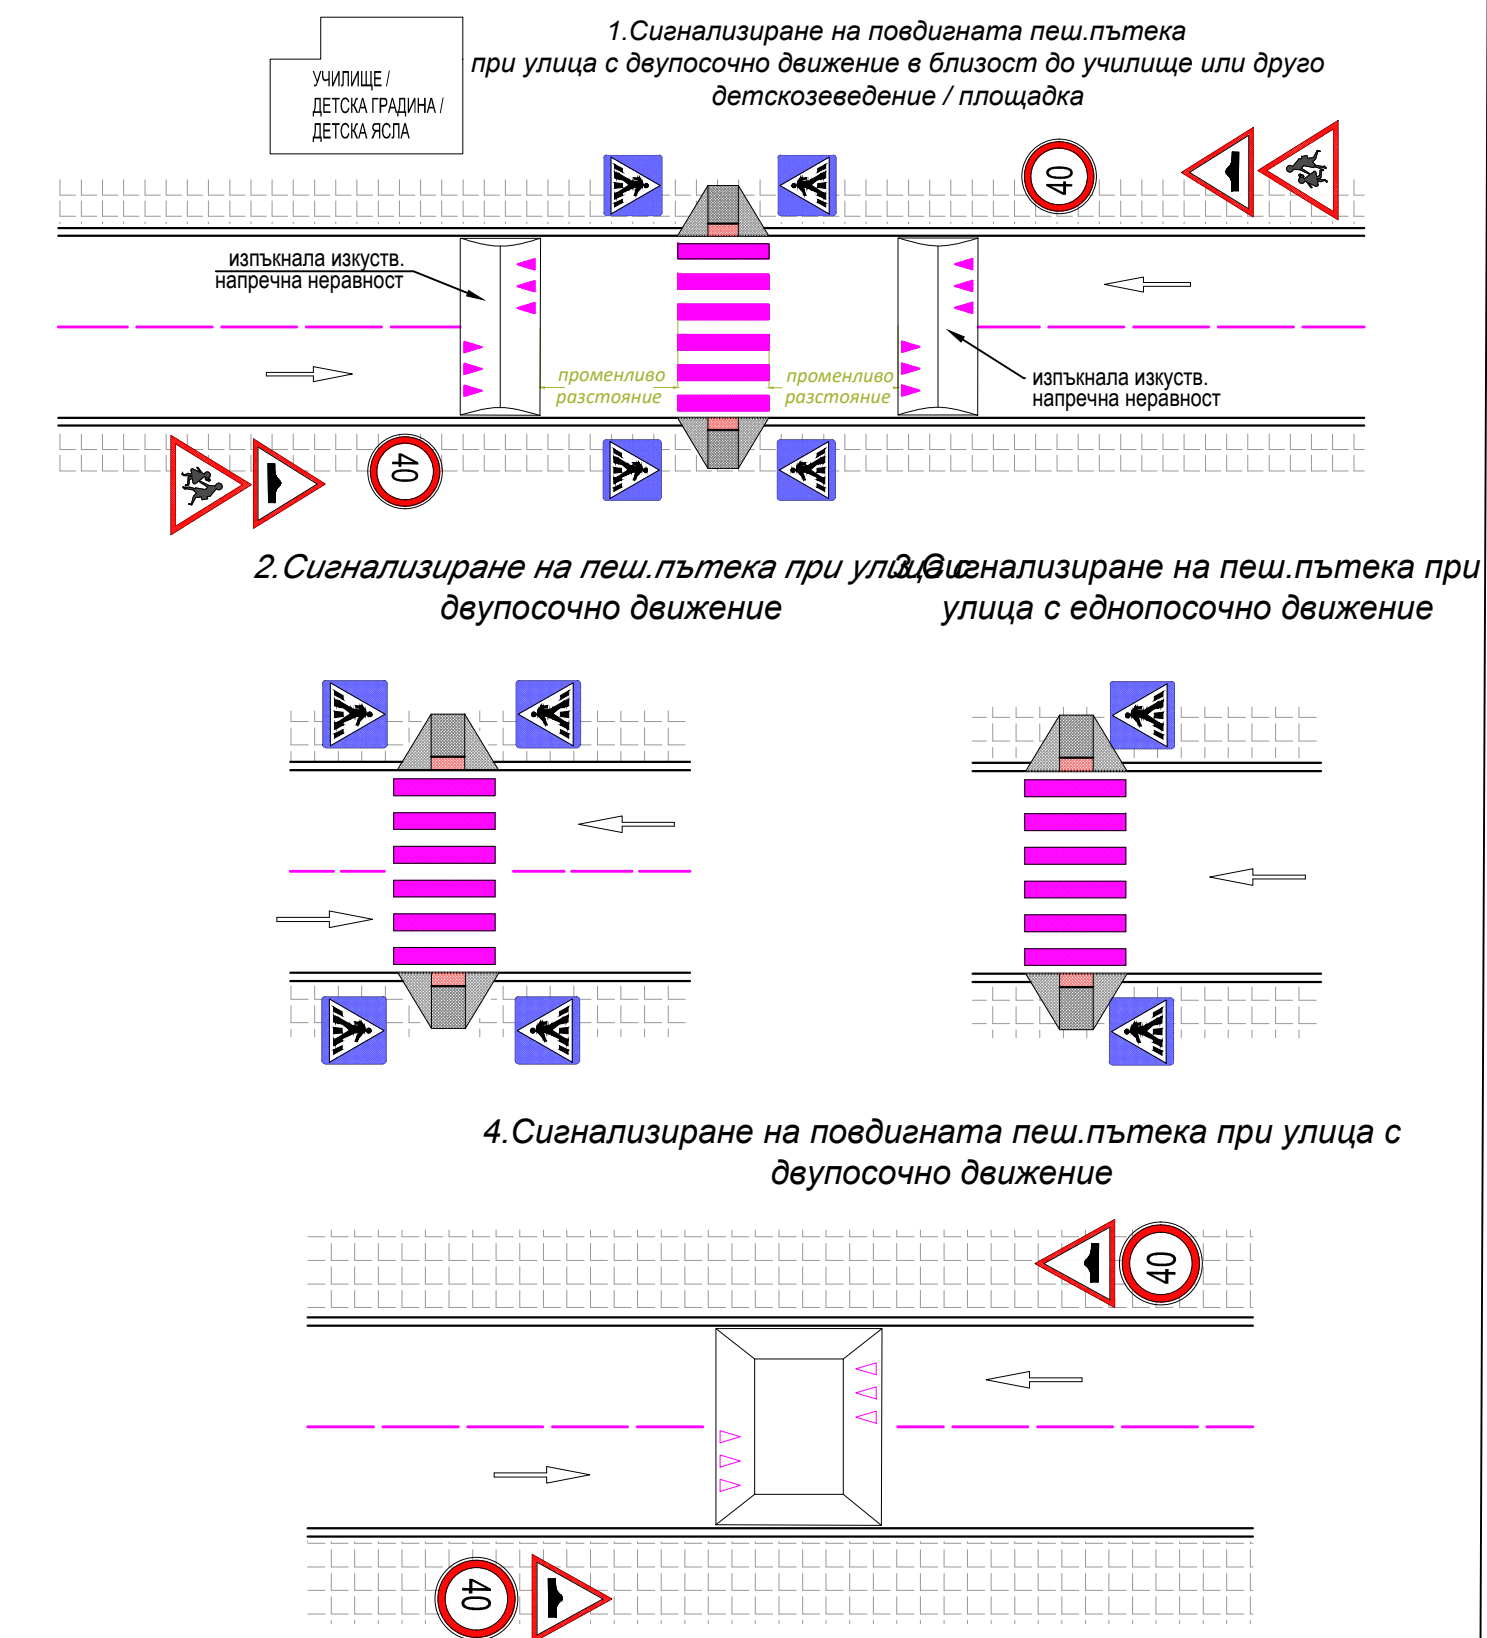 1.Сигнализиране на повдигната пеш.пътека
при улица с двупосочно движение в близост до училище или друго
детскозеведение / площадка
УЧИЛИЩЕ /
ДЕТСКА ГРАДИНА /
ДЕТСКА ЯСЛА
40
изпъкнала изкуств.
напречна неравност
променливо
разстояние
променливо
разстояние
изпъкнала изкуств.
напречна неравност
40
2.Сигнализиране на пеш.пътека при улица с
двупосочно движение
3.Сигнализиране на пеш.пътека при
улица с еднопосочно движение
4.Сигнализиране на повдигната пеш.пътека при улица с
двупосочно движение
40
40